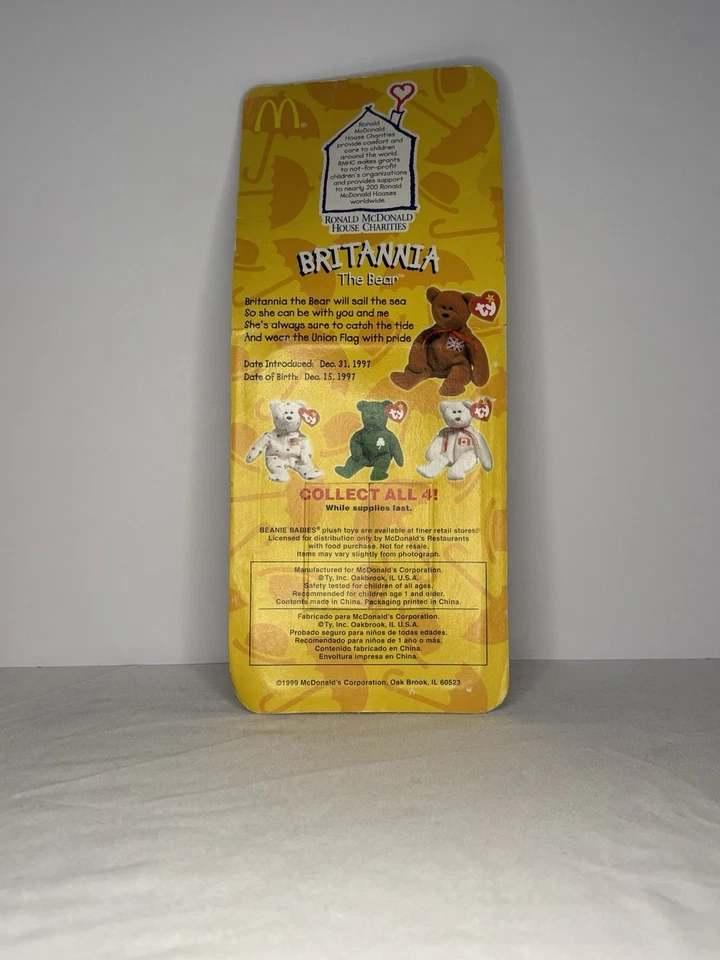 M®
Ronald
McDonald
House Charities
provide comfort and
care to children
around the world.
RMHC makes grants
to not-for-profit
children's organizations
and provides support
to nearly 200 Ronald
McDonald Houses
worldwide.
RONALD MCDONALD
HOUSE CHARITIES
BRITANNIA
The Bear™
Britannia the Bear will sail the sea
So she can be with you and me
She's always sure to catch the tide
And wear the Union Flag with pride
ty
Date Introduced: Dec. 31, 1997
Date of Birth: Dec. 15, 1997
ty
ty
ty
COLLECT ALL 4!
While supplies last.
BEANIE BABIES® plush toys are available at finer retail stores.
Licensed for distribution only by McDonald's Restaurants
with food purchase. Not for resale.
Items may vary slightly from photograph.
Manufactured for McDonald's Corporation.
©Ty, Inc. Oakbrook, IL U.S.A.
Safety tested for children of all ages.
Recommended for children age 1 and older.
Contents made in China. Packaging printed in China.
Fabricado para McDonald's Corporation.
©Ty, Inc. Oakbrook, IL U.S.A.
Probado seguro para niños de todas edades.
Recomendado para niños de 1 año o más.
Contenido fabricado en China.
Envoltura impresa en China.
©1999 McDonald's Corporation, Oak Brook, IL 60523